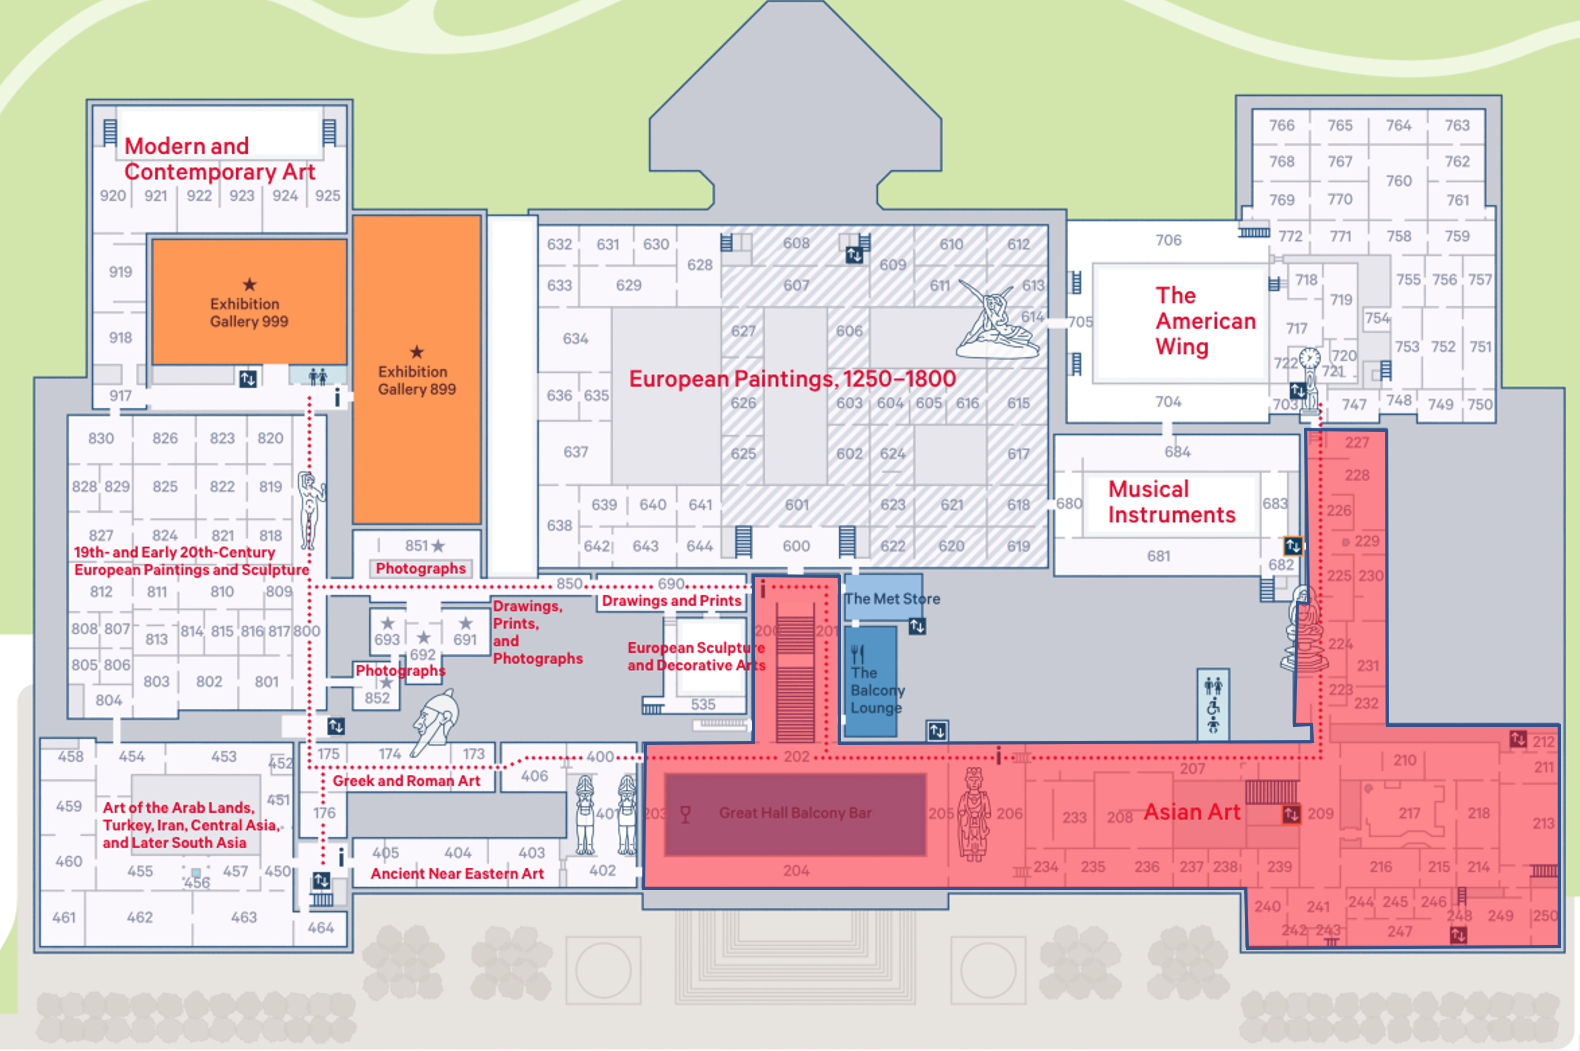 Modern and
Contemporary Art
920 921 922 923 924 925
919
918
917
★
Exhibition
Gallery 999
★
Exhibition
Gallery 899
i
830 826 823 820
828 829 825 822 819
827 824 821 818
19th- and Early 20th-Century
European Paintings and Sculpture
812 811 810 809
808 807 813 814 815 816 817 800
805 806
804 803 802 801
851★
Photographs
850
690
Drawings and Prints
Drawings,
Prints,
and
Photographs
★ 693
★ 692
★ 691
Photographs
★ 852
European Sculpture
and Decorative Arts
535
632 631 630 628 608 609 610 612
633 629 607 611 613
614
634 627 606
European Paintings, 1250–1800
636 635 626 603 604 605 616 615
637 625 602 624 617
639 640 641 601 623 621 618
638
642 643 644 600 622 620 619
706
The
American
Wing
705
704
703
766 765 764 763
768 767 762
760
769 770 761
772 771 758 759
718 719 755 756 757
717 754
722 720 721 753 752 751
747 748 749 750
684
Musical
Instruments
680 683
681 682
227
228
226
229
225 230
224
231
223
232
i
200 201
The Met Store
The
Balcony
Lounge
202
i
203
Great Hall Balcony Bar
204
205 206
207
233 208
Asian Art
209
210
211
212
213
217 218
234 235 236 237 238 239
216 215 214
240 241 244 245 246 248 249 250
242 243 247
458 454 453 452
459 451
Art of the Arab Lands,
Turkey, Iran, Central Asia,
and Later South Asia
460 455 456 457 450
461 462 463 464
175 174 173
Greek and Roman Art
176
i
406 400
401
405 404 403
402
Ancient Near Eastern Art